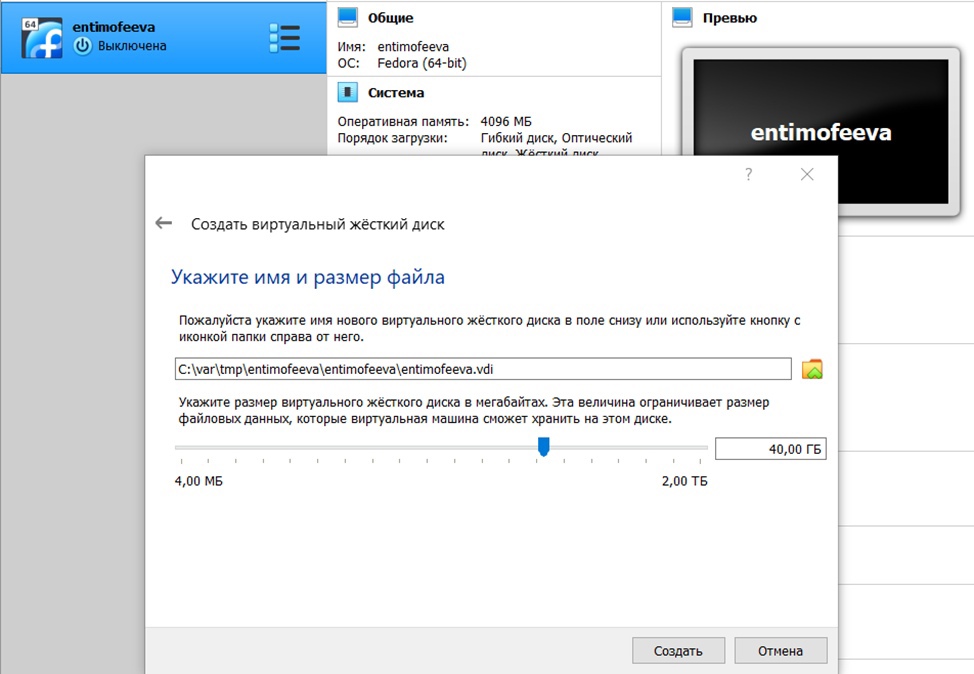 64
entimofeeva
Выключена
Общие
Имя: entimofeeva
ОС: Fedora (64-bit)
Система
Оперативная память: 4096 МБ
Порядок загрузки: Гибкий диск, Оптический
диск, Жёсткий диск
Превью
entimofeeva
?
Создать виртуальный жёсткий диск
Укажите имя и размер файла
Пожалуйста укажите имя нового виртуального жёсткого диска в поле снизу или используйте кнопку с
иконкой папки справа от него.
C:\var\tmp\entimofeeva\entimofeeva\entimofeeva.vdi
Укажите размер виртуального жёсткого диска в мегабайтах. Эта величина ограничивает размер
файловых данных, которые виртуальная машина сможет хранить на этом диске.
40,00 ГБ
4,00 МБ
2,00 ТБ
Создать
Отмена